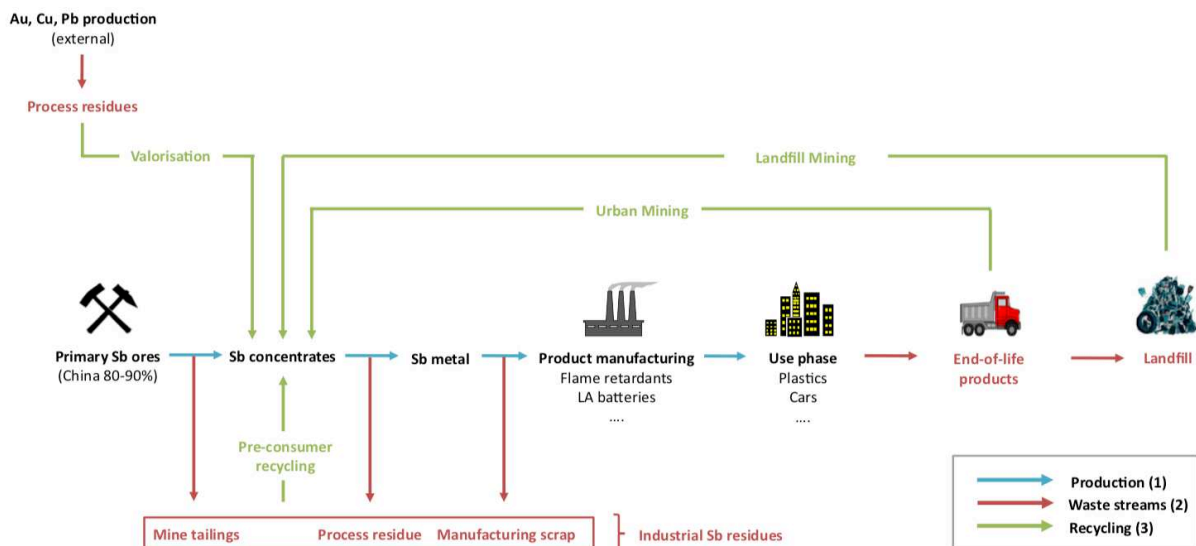 Au, Cu, Pb production
(external)
Process residues
Valorisation
Landfill Mining
Urban Mining
Primary Sb ores
(China 80-90%)
Sb concentrates
Sb metal
Product manufacturing
Flame retardants
LA batteries
....
Use phase
Plastics
Cars
....
End-of-life
products
Landfill
Pre-consumer
recycling
Mine tailings
Process residue
Manufacturing scrap
Industrial Sb residues
Production (1)
Waste streams (2)
Recycling (3)